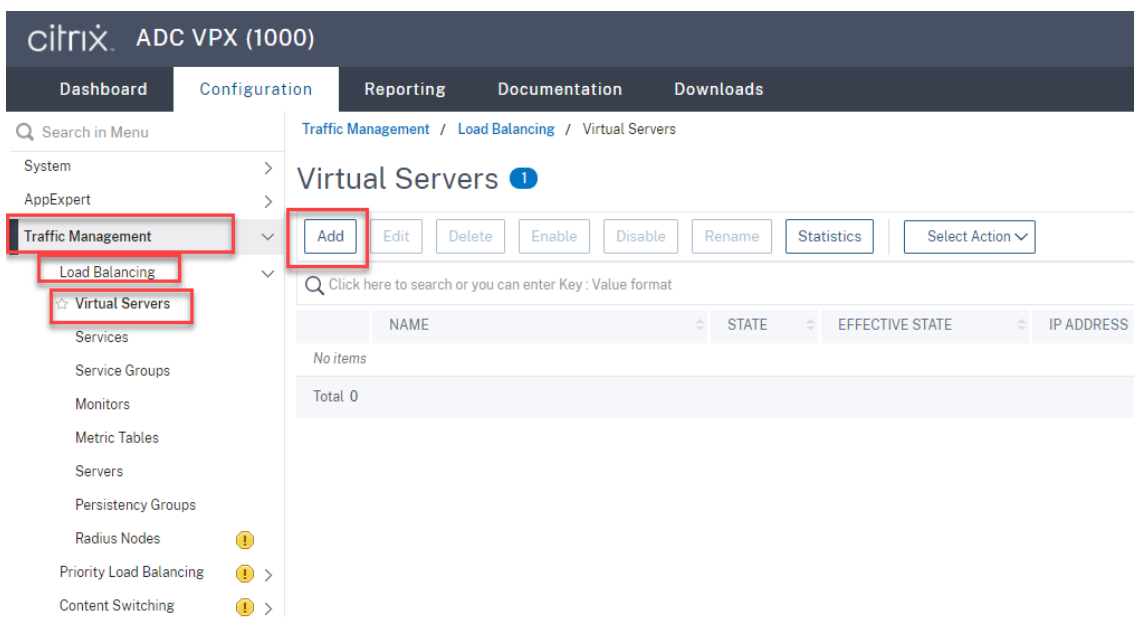 citrix ADC VPX (1000)
Dashboard Configuration Reporting Documentation Downloads
Search in Menu
System
AppExpert
Traffic Management
Load Balancing
Virtual Servers
Services
Service Groups
Monitors
Metric Tables
Servers
Persistency Groups
Radius Nodes
Priority Load Balancing
Content Switching
Traffic Management / Load Balancing / Virtual Servers
Virtual Servers 1
Add Edit Delete Enable Disable Rename Statistics Select Action
Click here to search or you can enter Key : Value format
NAME STATE EFFECTIVE STATE IP ADDRESS
No items
Total 0